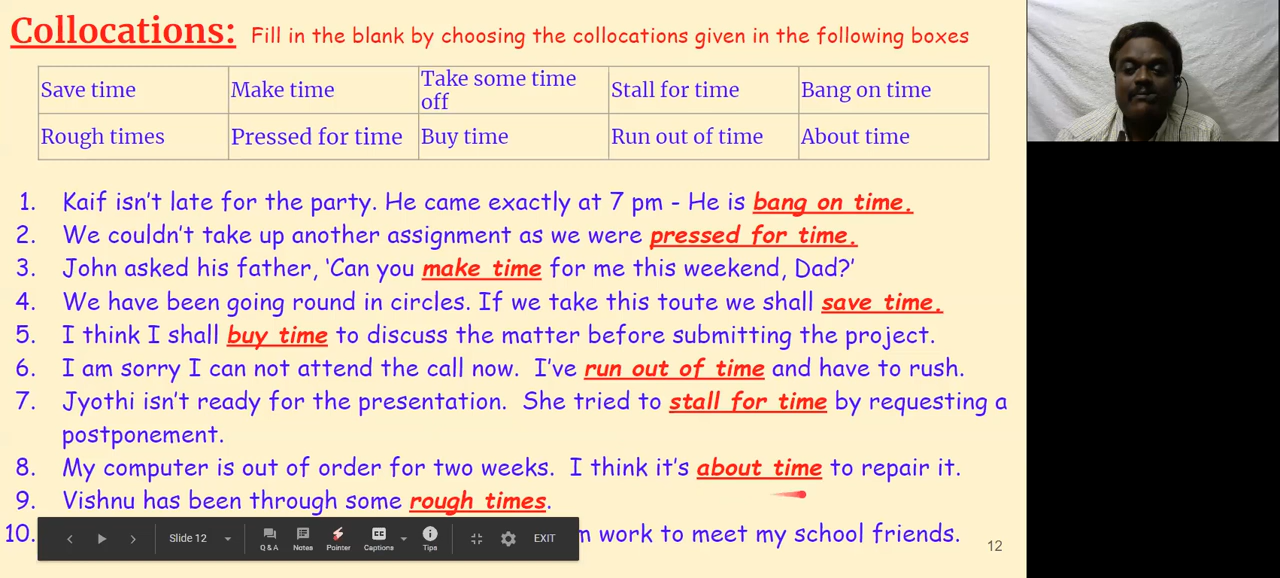 Collocations: Fill in the blank by choosing the collocations given in the following boxes
Save time
Make time
Take some time
off
Stall for time
Bang on time
Rough times
Pressed for time
Buy time
Run out of time
About time
1. Kaif isn't late for the party. He came exactly at 7 pm - He is bang on time.
2. We couldn't take up another assignment as we were pressed for time.
3. John asked his father, 'Can you make time for me this weekend, Dad?'
4. We have been going round in circles. If we take this toute we shall save time.
5. I think I shall buy time to discuss the matter before submitting the project.
6. I am sorry I can not attend the call now. I've run out of time and have to rush.
7. Jyothi isn't ready for the presentation. She tried to stall for time by requesting a
postponement.
8. My computer is out of order for two weeks. I think it's about time to repair it.
9. Vishnu has been through some rough times.
10. m work to meet my school friends.
Slide 12
Q & A
Notes
Pointer
Captions
Tips
EXIT
12